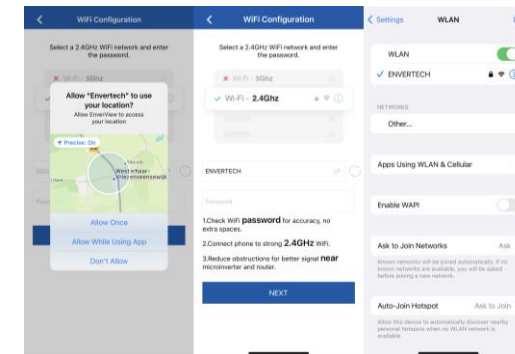 WiFi Configuration
Select a 2.4GHz WiFi network and enter
the password.
Wi-Fi - 5Ghz
Allow "Envertech" to use
your location?
Allow EnverView to access
your location
Precise: On
Allow Once
Allow While Using App
Don't Allow
WiFi Configuration
Select a 2.4GHz WiFi network and enter
the password.
Wi-Fi - 5Ghz
Wi-Fi - 2.4Ghz
ENVERTECH
Password
1.Check WiFi password for accuracy, no
extra spaces.
2.Connect phone to strong 2.4GHz WiFi.
3.Reduce obstructions for better signal near
microinverter and router.
NEXT
Settings
WLAN
WLAN
ENVERTECH
NETWORKS
Other...
Apps Using WLAN & Cellular
Enable WAPI
Ask to Join Networks
Ask
Known networks will be joined automatically. If no
known networks are available, you will be asked
before joining a new network.
Auto-Join Hotspot
Ask to Join
Allow this device to automatically discover nearby
personal hotspots when no WLAN network is
available.